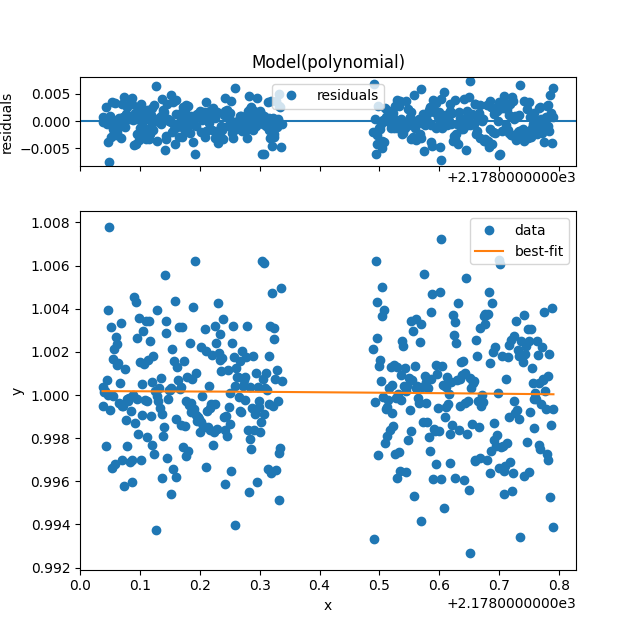 Model(polynomial)
residuals
0.005
0.000
−0.005
residuals
+2.1780000000e3
1.008
1.006
1.004
1.002
1.000
0.998
0.996
0.994
0.992
y
data
best-fit
0.0 0.1 0.2 0.3 0.4 0.5 0.6 0.7 0.8
x
+2.1780000000e3